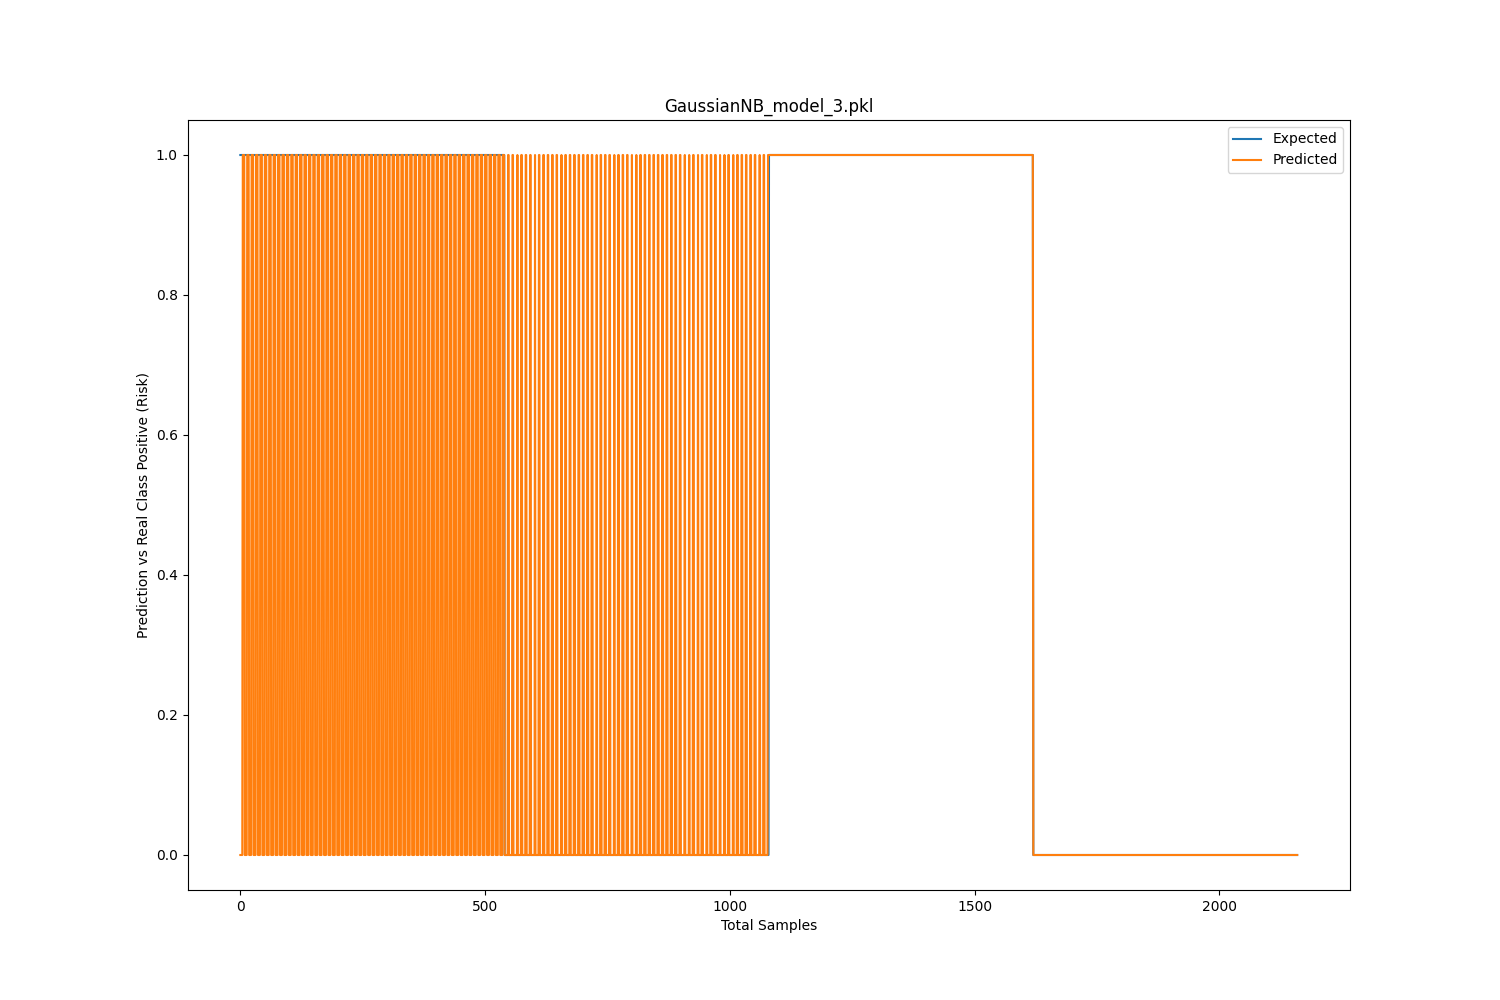 GaussianNB_model_3.pkl
Expected
Predicted
1.0
0.8
0.6
0.4
0.2
0.0
Prediction vs Real Class Positive (Risk)
0 500 1000 1500 2000
Total Samples